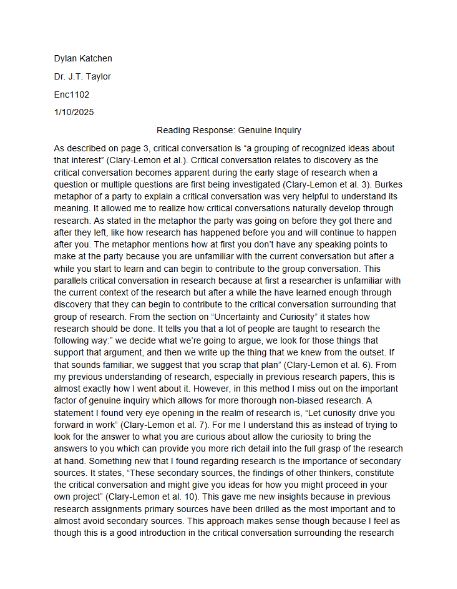 Dylan Katchen
Dr. J.T. Taylor
Enc1102
1/10/2025
Reading Response: Genuine Inquiry
As described on page 3, critical conversation is “a grouping of recognized ideas about
that interest” (Clary-Lemon et al.). Critical conversation relates to discovery as the
critical conversation becomes apparent during the early stage of research when a
question or multiple questions are first being investigated (Clary-Lemon et al. 3). Burkes
metaphor of a party to explain a critical conversation was very helpful to understand its
meaning. It allowed me to realize how critical conversations naturally develop through
research. As stated in the metaphor the party was going on before they got there and
after they left, like how research has happened before you and will continue to happen
after you. The metaphor mentions how at first you don’t have any speaking points to
make at the party because you are unfamiliar with the current conversation but after a
while you start to learn and can begin to contribute to the group conversation. This
parallels critical conversation in research because at first a researcher is unfamiliar with
the current context of the research but after a while the have learned enough through
discovery that they can begin to contribute to the critical conversation surrounding that
group of research. From the section on “Uncertainty and Curiosity” it states how
research should be done. It tells you that a lot of people are taught to research the
following way:” we decide what we’re going to argue, we look for those things that
support that argument, and then we write up the thing that we knew from the outset. If
that sounds familiar, we suggest that you scrap that plan” (Clary-Lemon et al. 6). From
my previous understanding of research, especially in previous research papers, this is
almost exactly how I went about it. However, in this method I miss out on the important
factor of genuine inquiry which allows for more thorough non-biased research. A
statement I found very eye opening in the realm of research is, “Let curiosity drive you
forward in work” (Clary-Lemon et al. 7). For me I understand this as instead of trying to
look for the answer to what you are curious about allow the curiosity to bring the
answers to you which can provide you more rich detail into the full grasp of the research
at hand. Something new that I found regarding research is the importance of secondary
sources. It states, “These secondary sources, the findings of other thinkers, constitute
the critical conversation and might give you ideas for how you might proceed in your
own project” (Clary-Lemon et al. 10). This gave me new insights because in previous
research assignments primary sources have been drilled as the most important and to
almost avoid secondary sources. This approach makes sense though because I feel as
though this is a good introduction in the critical conversation surrounding the research